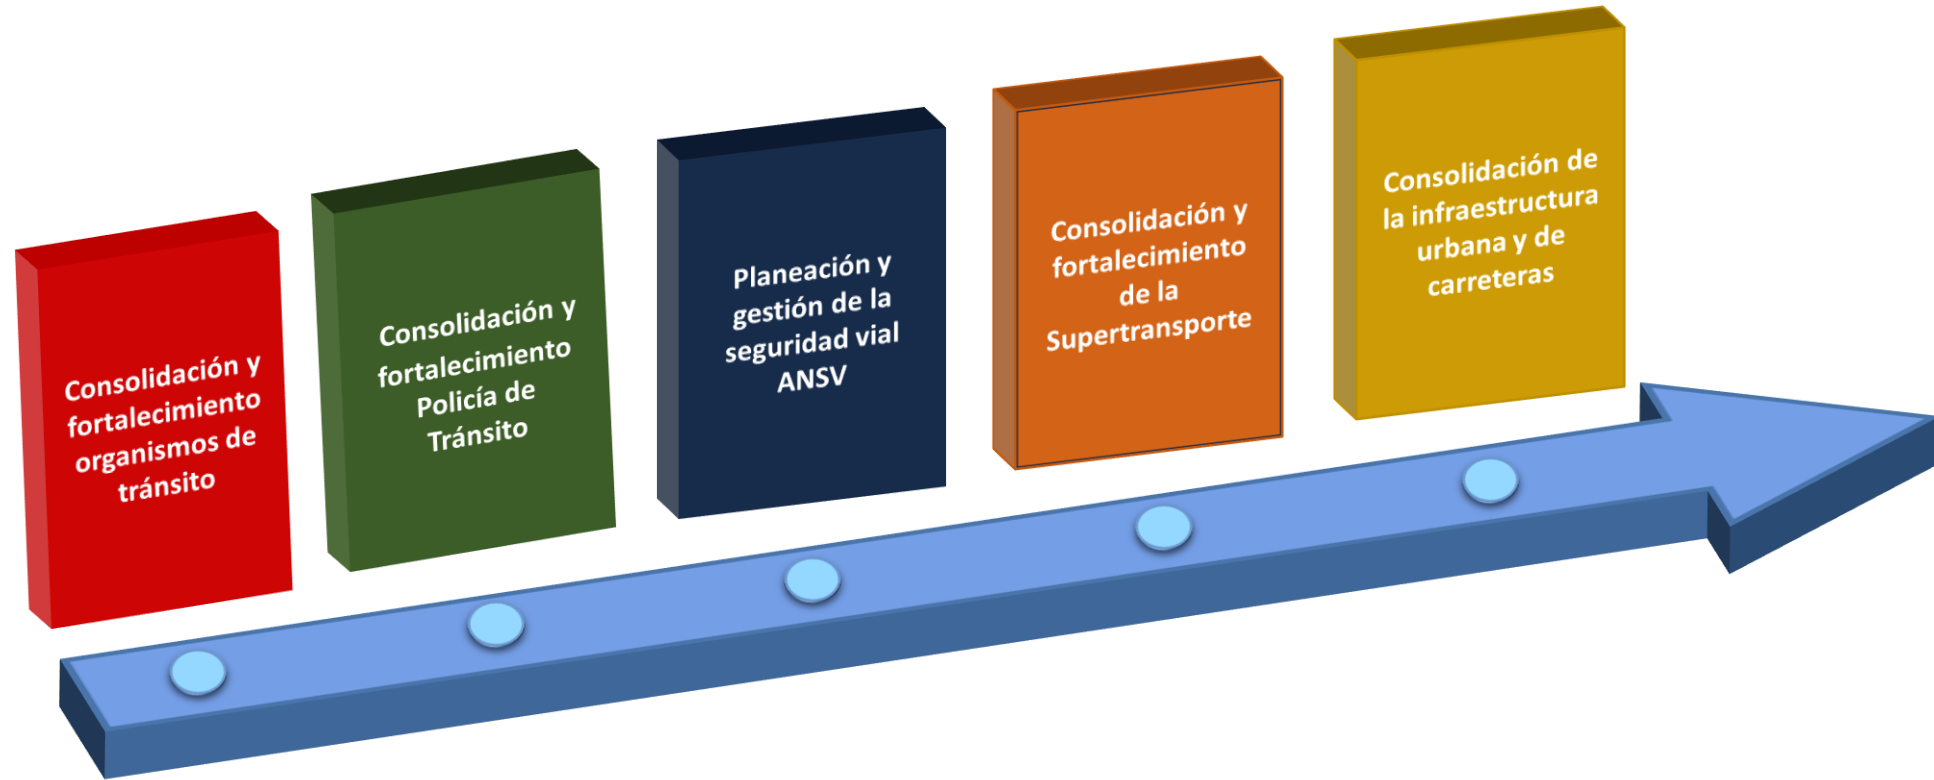 Consolidación y
fortalecimiento
organismos de
tránsito
Consolidación y
fortalecimiento
Policía de
Tránsito
Planeación y
gestión de la
seguridad vial
ANSV
Consolidación y
fortalecimiento
de la
Supertransporte
Consolidación de
la infraestructura
urbana y de
carreteras